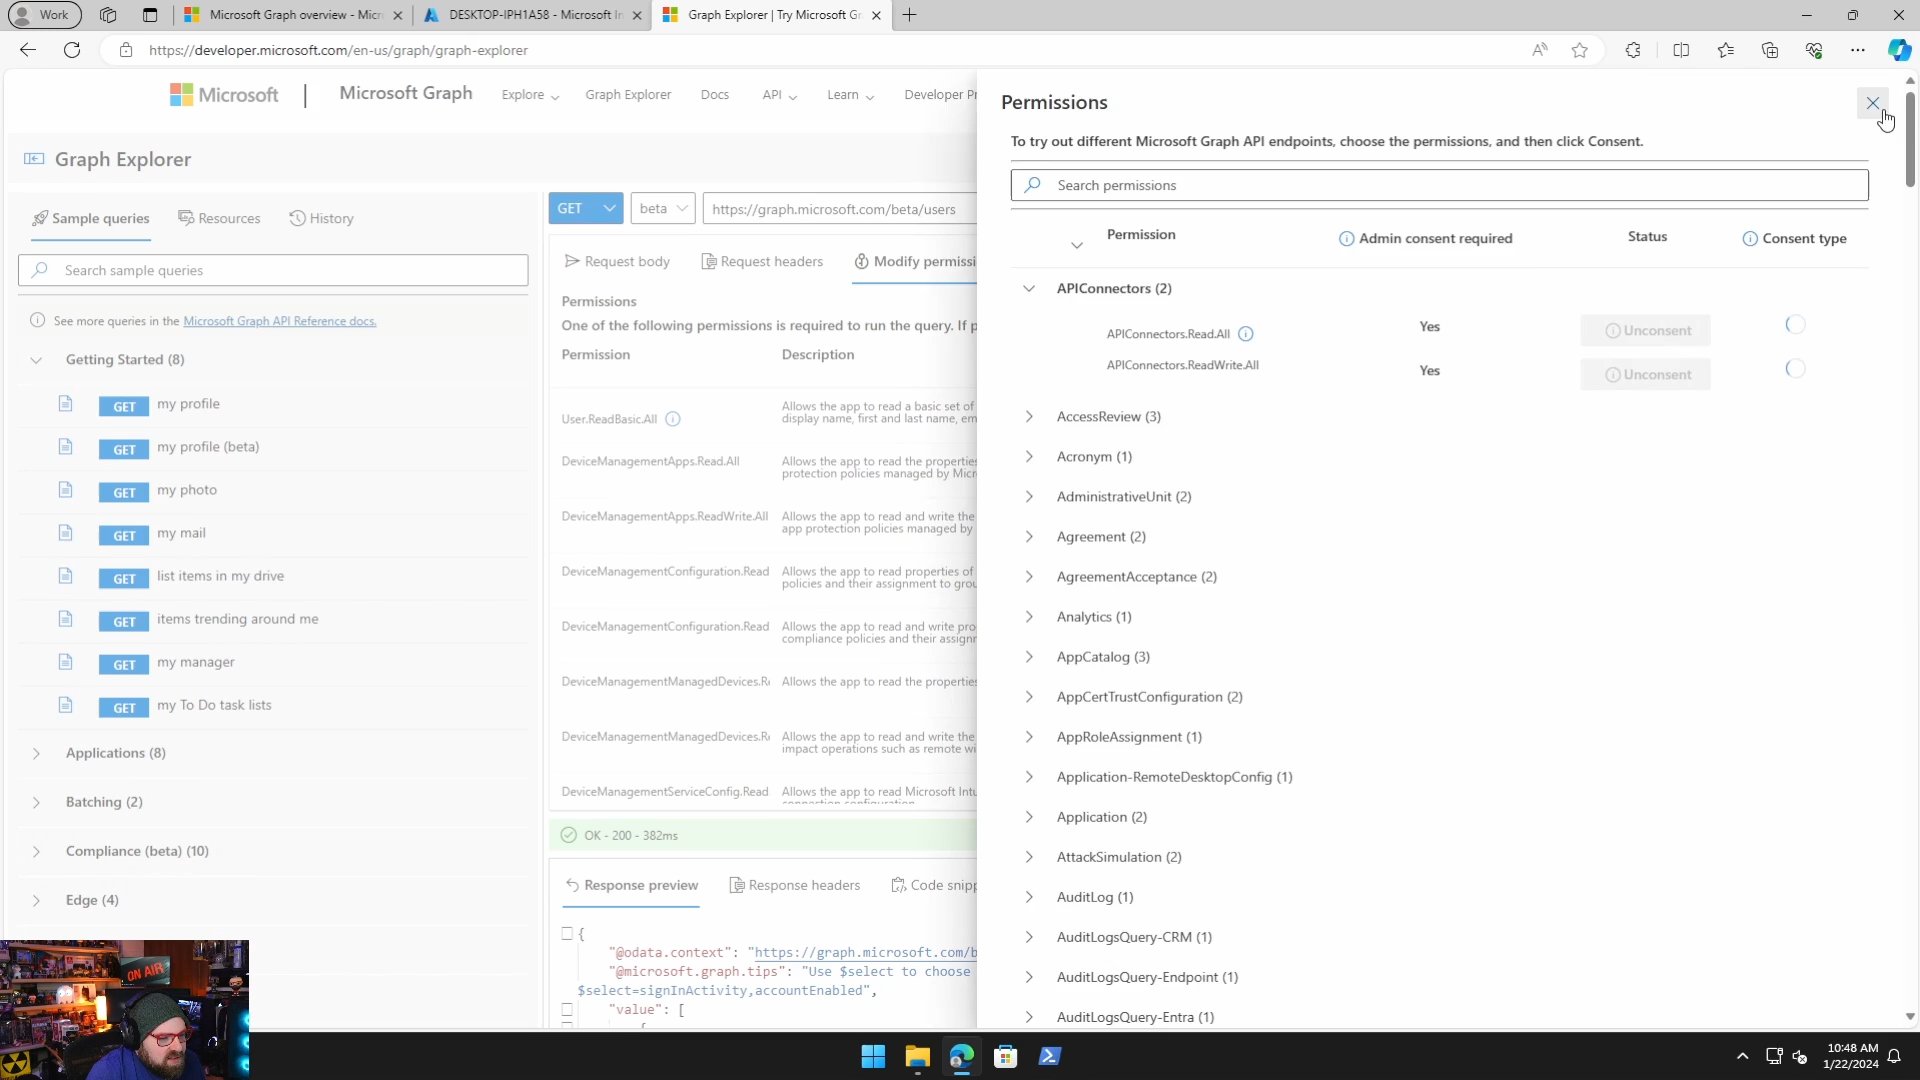 Work
Microsoft Graph overview - Micr
DESKTOP-IPH1A58 - Microsoft In
Graph Explorer | Try Microsoft Gr
https://developer.microsoft.com/en-us/graph/graph-explorer
Microsoft
Microsoft Graph
Explore
Graph Explorer
Docs
API
Learn
Developer Pr
Graph Explorer
Sample queries
Resources
History
Search sample queries
See more queries in the Microsoft Graph API Reference docs.
Getting Started (8)
GET my profile
GET my profile (beta)
GET my photo
GET my mail
GET list items in my drive
GET items trending around me
GET my manager
GET my To Do task lists
Applications (8)
Batching (2)
Compliance (beta) (10)
Edge (4)
ON AIR
GET
beta
https://graph.microsoft.com/beta/users
Request body
Request headers
Modify permissi
Permissions
One of the following permissions is required to run the query. If p
Permission
Description
User.ReadBasic.All
Allows the app to read a basic set of
display name, first and last name, em
DeviceManagementApps.Read.All
Allows the app to read the properties
protection policies managed by Micr
DeviceManagementApps.ReadWrite.All
Allows the app to read and write the
app protection policies managed by
DeviceManagementConfiguration.Read
Allows the app to read properties of
policies and their assignment to grou
DeviceManagementConfiguration.Read
Allows the app to read and write pro
compliance policies and their assignr
DeviceManagementManagedDevices.Re
Allows the app to read the properties
DeviceManagementManagedDevices.Re
Allows the app to read and write the
impact operations such as remote wi
DeviceManagementServiceConfig.Read
Allows the app to read Microsoft Intu
connection configuration
OK - 200 - 382ms
Response preview
Response headers
Code snipp
{
"@odata.context": "https://graph.microsoft.com/b
"@microsoft.graph.tips": "Use $select to choose
$select=signInActivity,accountEnabled",
"value": [
{
Permissions
To try out different Microsoft Graph API endpoints, choose the permissions, and then click Consent.
Search permissions
Permission
Admin consent required
Status
Consent type
APIConnectors (2)
APIConnectors.Read.All
Yes
Unconsent
APIConnectors.ReadWrite.All
Yes
Unconsent
AccessReview (3)
Acronym (1)
AdministrativeUnit (2)
Agreement (2)
AgreementAcceptance (2)
Analytics (1)
AppCatalog (3)
AppCertTrustConfiguration (2)
AppRoleAssignment (1)
Application-RemoteDesktopConfig (1)
Application (2)
AttackSimulation (2)
AuditLog (1)
AuditLogsQuery-CRM (1)
AuditLogsQuery-Endpoint (1)
AuditLogsQuery-Entra (1)
10:48 AM
1/22/2024